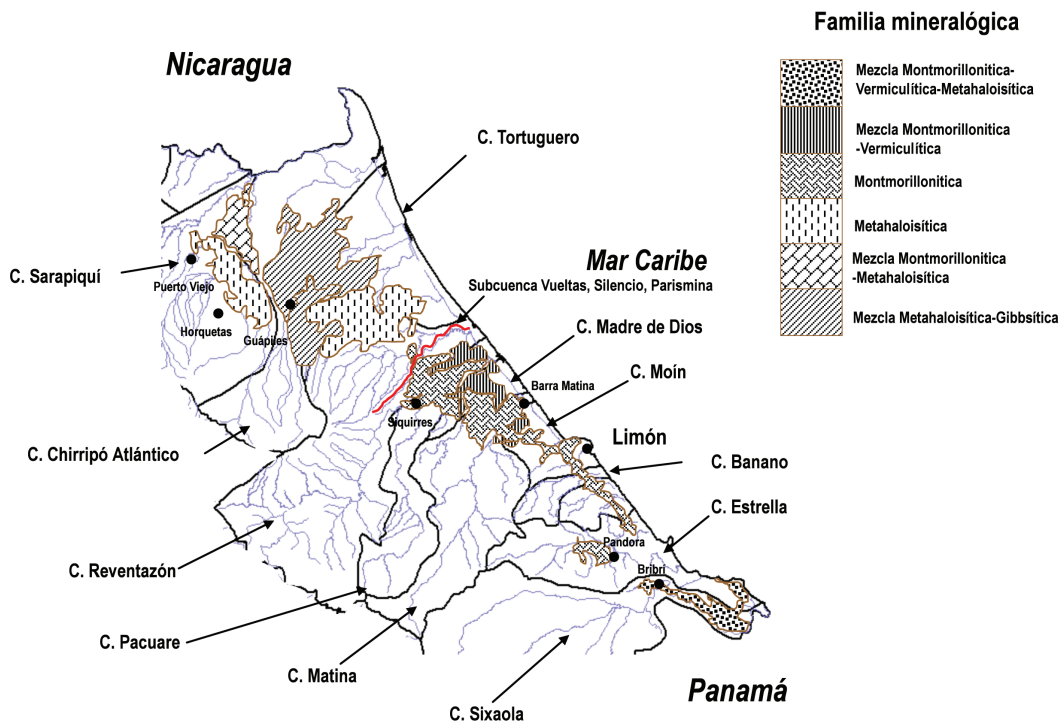 Familia mineralógica
Mezcla Montmorillonitica-
Vermiculítica-Metahaloisítica
Mezcla Montmorillonitica
-Vermiculítica
Montmorillonitica
Metahaloisítica
Mezcla Montmorillonitica
-Metahaloisítica
Mezcla Metahaloisítica-Gibbsítica
Nicaragua
C. Tortuguero
Mar Caribe
C. Sarapiquí
Puerto Viejo
Subcuenca Vueltas, Silencio, Parismina
Horquetas
Guápiles
C. Madre de Dios
C. Moín
Barra Matina
Siquirres
Limón
C. Chirripó Atlántico
C. Banano
C. Estrella
Pandora
C. Reventazón
Bribrí
C. Pacuare
C. Matina
Panamá
C. Sixaola